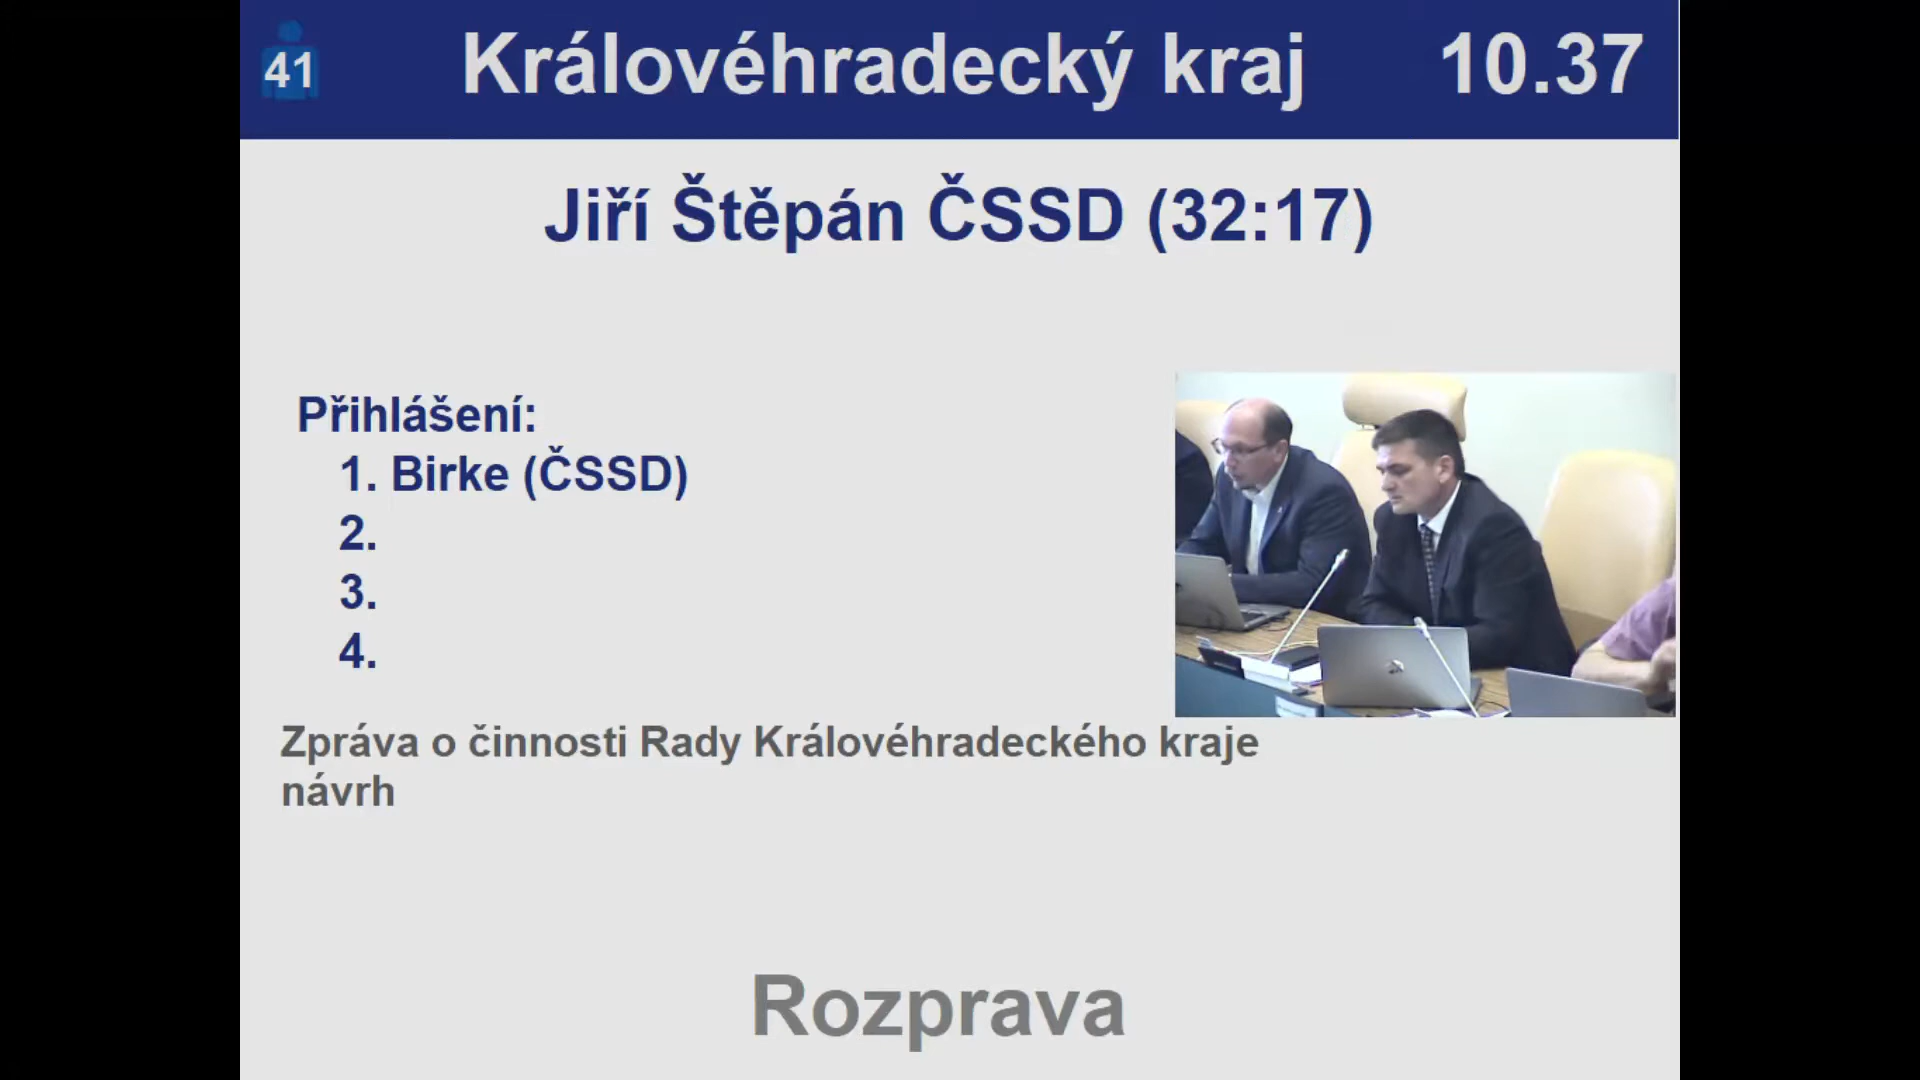 41 Královéhradecký kraj 10.37
Jiří Štěpán ČSSD (32:17)
Přihlášení:
1. Birke (ČSSD)
2.
3.
4.
Zpráva o činnosti Rady Královéhradeckého kraje
návrh
Rozprava